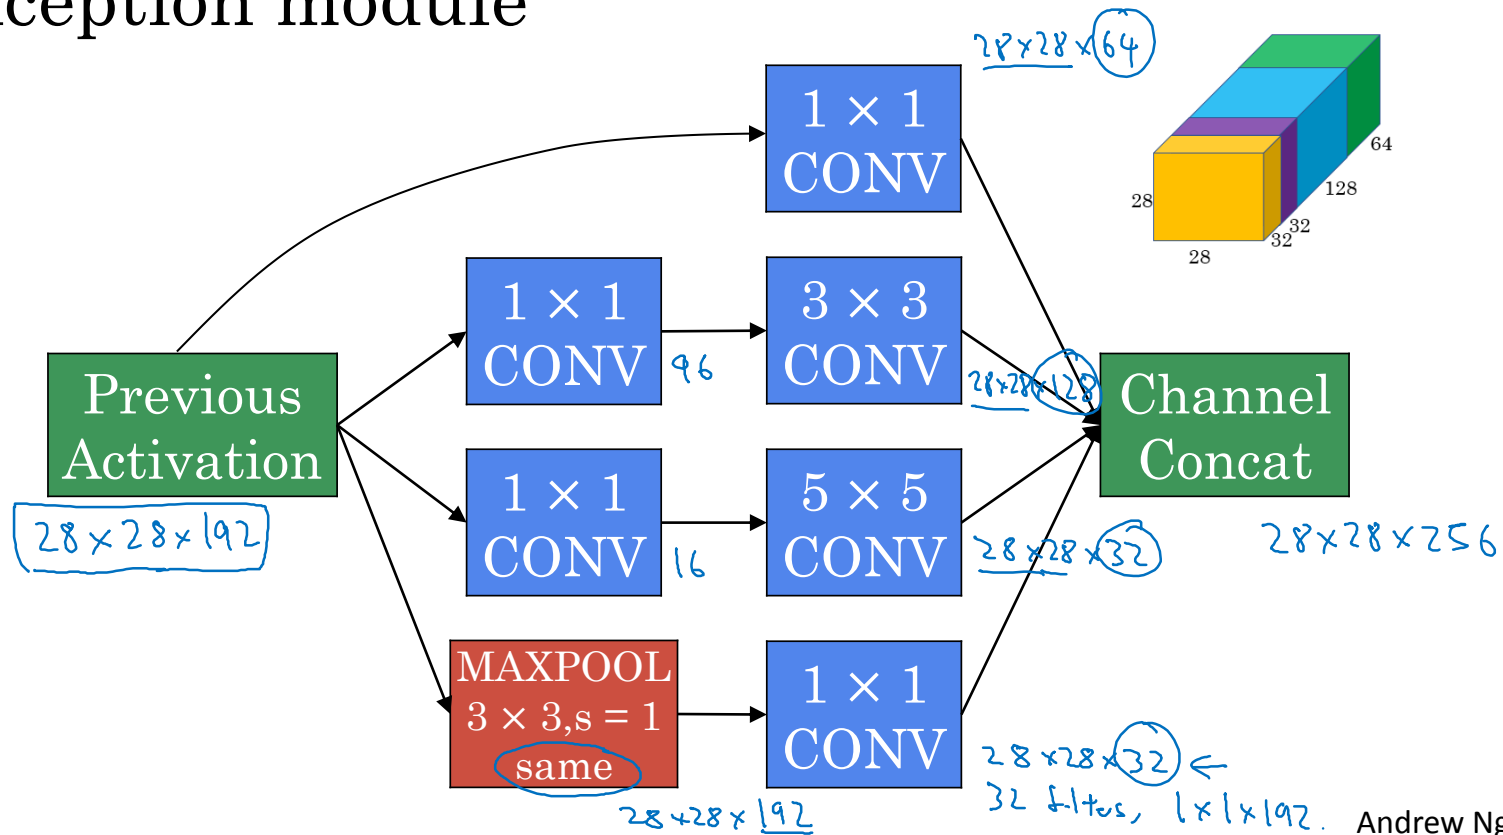 ception module
28×28×64
1 × 1
CONV
64
128
32
32
28
28
1 × 1
CONV
96
3 × 3
CONV
28×28×128
Previous
Activation
28×28×192
Channel
Concat
28×28×256
1 × 1
CONV
16
5 × 5
CONV
28×28×32
MAXPOOL
3 × 3,s = 1
same
28×28×192
1 × 1
CONV
28×28×32 ←
32 filters, 1×1×192.
Andrew Ng